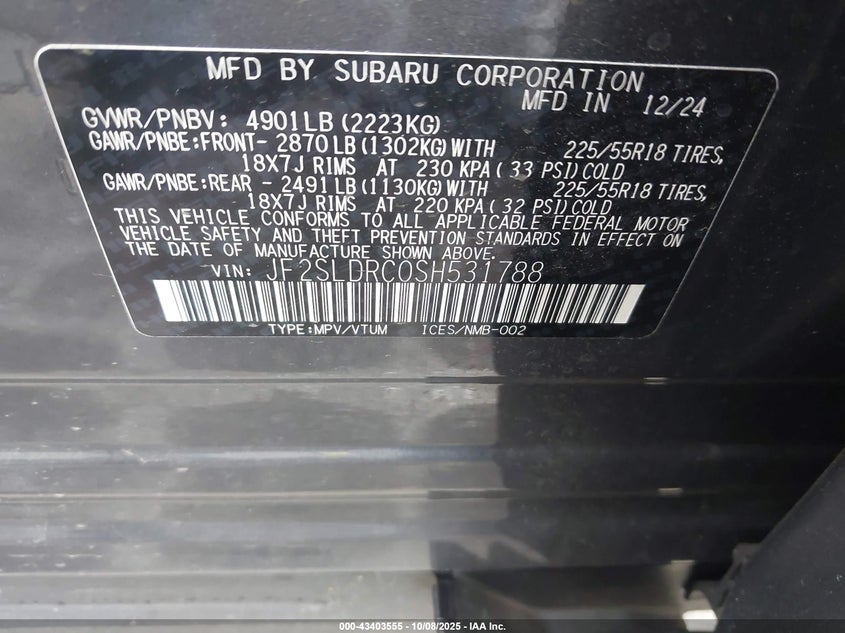 MFD BY SUBARU CORPORATION
MFD IN 12/24
GVWR/PNBV: 4901LB (2223KG)
GAWR/PNBE:FRONT- 2870 LB (1302KG) WITH 225/55R18 TIRES,
18X7J RIMS AT 230 KPA ( 33 PSI) COLD
GAWR/PNBE:REAR - 2491 LB (1130KG) WITH 225/55R18 TIRES,
18X7J RIMS AT 220 KPA ( 32 PSI) COLD
THIS VEHICLE CONFORMS TO ALL APPLICABLE FEDERAL MOTOR
VEHICLE SAFETY AND THEFT PREVENTION STANDARDS IN EFFECT ON
THE DATE OF MANUFACTURE SHOWN ABOVE.
VIN: JF2SLDRC0SH531788
TYPE:MPV/VTUM ICES/NMB-002
000-43403555 - 10/08/2025 - IAA Inc.